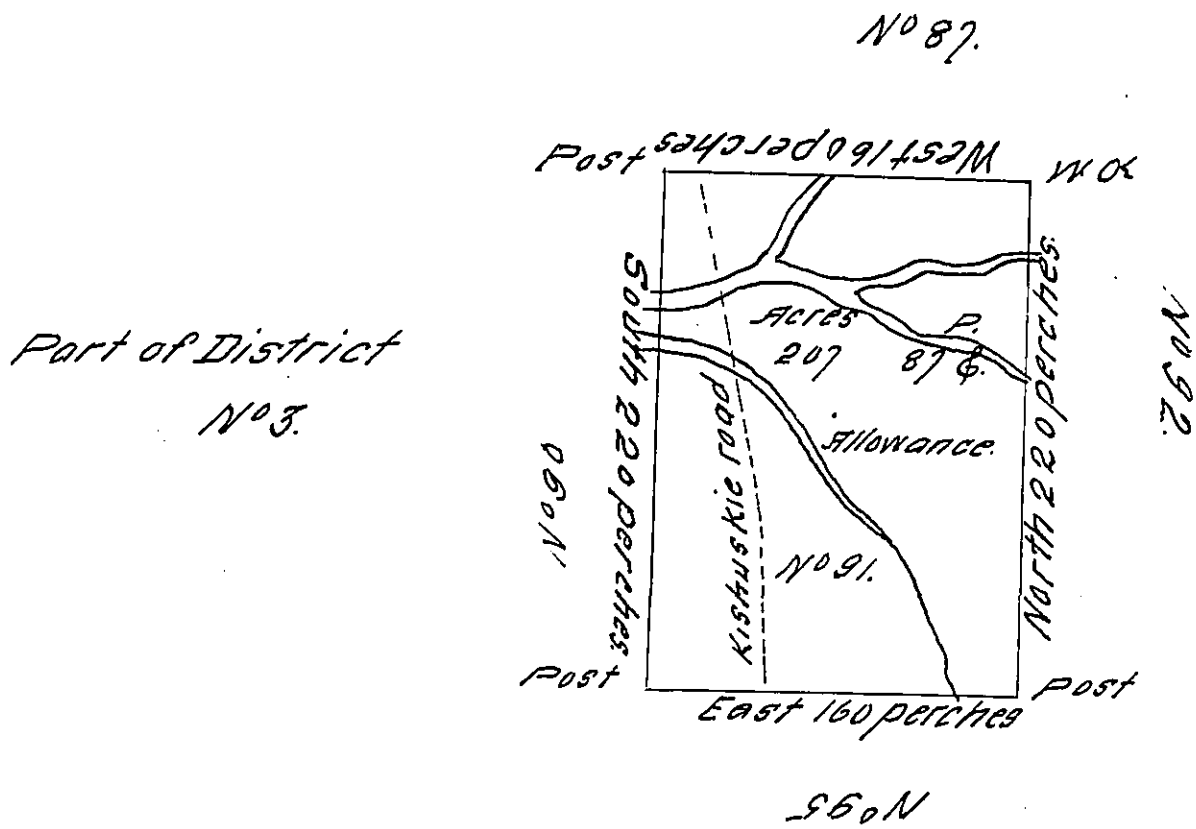 No 87.
Post
West 160 perches
W.O.
South 220 perches.
North 220 perches.
Acres P.
207 87 &.
Allowance.
Part of District
No 3.
No 90
No 92.
Kishuskie road
No 91.
Post
Post
East 160 perches
No 95